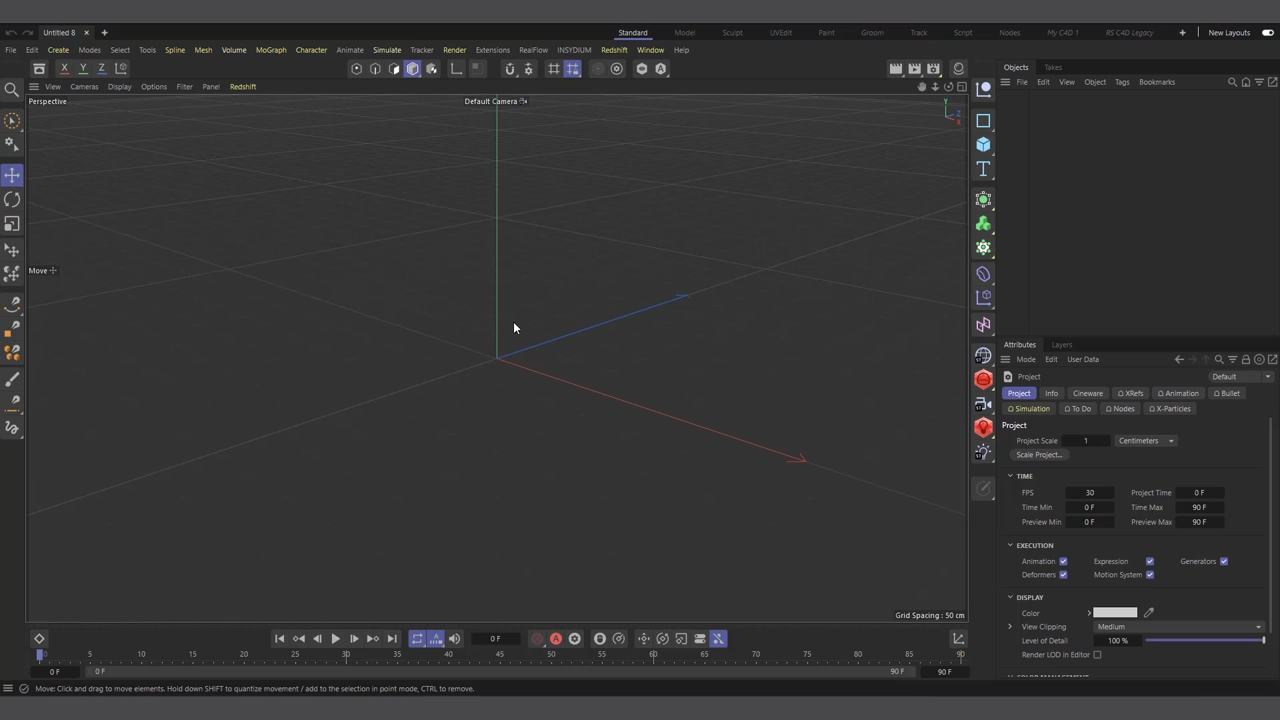 Untitled 8
Standard Model Sculpt UVEdit Paint Groom Track Script Nodes My C4D 1 RS C4D Legacy New Layouts
File Edit Create Modes Select Tools Spline Mesh Volume MoGraph Character Animate Simulate Tracker Render Extensions RealFlow INSYDIUM Redshift Window Help
X Y Z
Objects Takes
File Edit View Object Tags Bookmarks
View Cameras Display Options Filter Panel Redshift
Perspective
Default Camera
Y
Z
X
Move
Grid Spacing : 50 cm
Attributes Layers
Mode Edit User Data
Project
Default
Project Info Cineware XRefs Animation Bullet
Simulation To Do Nodes X-Particles
Project
Project Scale 1 Centimeters
Scale Project...
TIME
FPS 30 Project Time 0 F
Time Min 0 F Time Max 90 F
Preview Min 0 F Preview Max 90 F
EXECUTION
Animation Expression Generators
Deformers Motion System
DISPLAY
Color
View Clipping Medium
Level of Detail 100 %
Render LOD in Editor
0 F
0 5 10 15 20 25 30 35 40 45 50 55 60 65 70 75 80 85 90
0 F 0 F 90 F 90 F
Move: Click and drag to move elements. Hold down SHIFT to quantize movement / add to the selection in point mode, CTRL to remove.